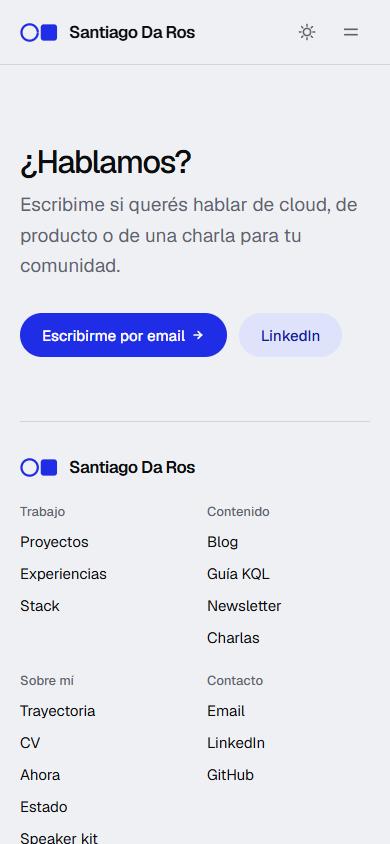 Santiago Da Ros
¿Hablamos?
Escribime si querés hablar de cloud, de
producto o de una charla para tu
comunidad.
Escribirme por email →
LinkedIn
Santiago Da Ros
Trabajo
Proyectos
Experiencias
Stack
Contenido
Blog
Guía KQL
Newsletter
Charlas
Sobre mí
Trayectoria
CV
Ahora
Estado
Speaker kit
Contacto
Email
LinkedIn
GitHub